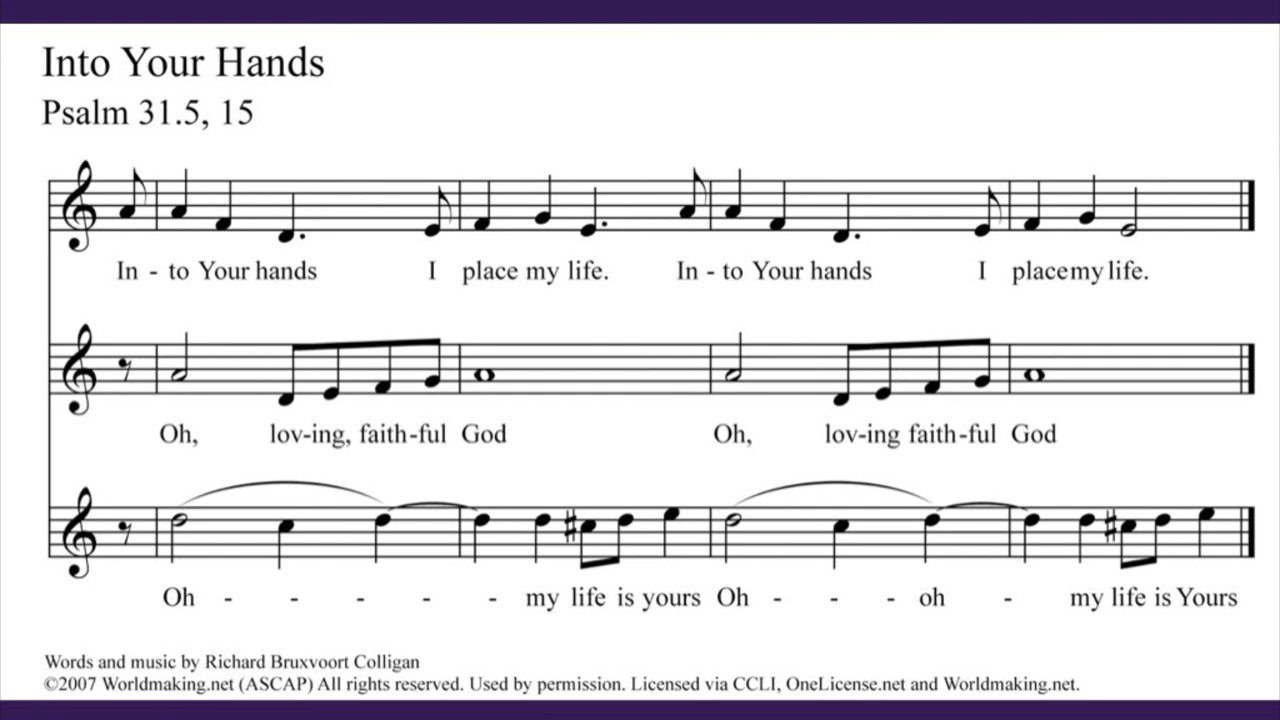 Into Your Hands
Psalm 31.5, 15
In - to Your hands I place my life. In - to Your hands I place my life.
Oh, lov-ing, faith-ful God Oh, lov-ing faith-ful God
Oh - - - - - my life is yours Oh - - - oh - my life is Yours
Words and music by Richard Bruxvoort Colligan
©2007 Worldmaking.net (ASCAP) All rights reserved. Used by permission. Licensed via CCLI, OneLicense.net and Worldmaking.net.